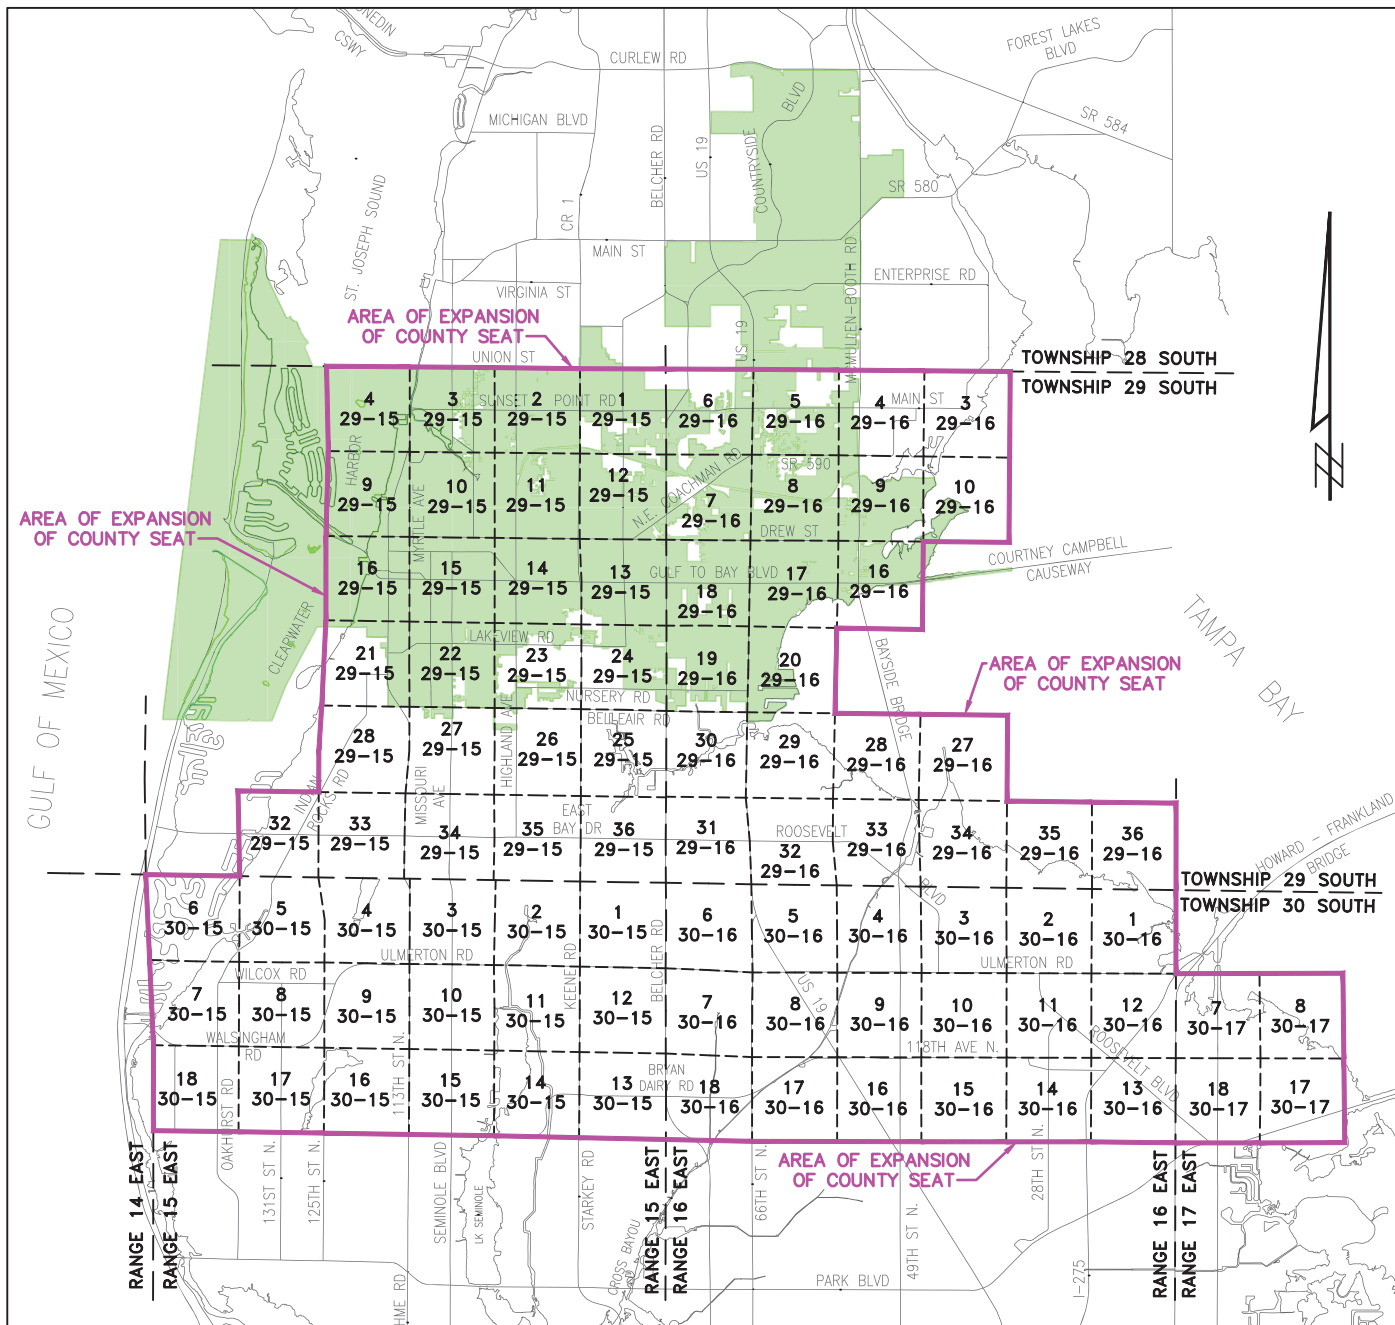 DUNEDIN
CSWY
CURLEW RD
FOREST LAKES
BLVD
MICHIGAN BLVD
BELCHER RD
US 19
COUNTRYSIDE
BLVD
SR 584
SR 580
ST. JOSEPH SOUND
CR 1
MAIN ST
MCMULLEN-BOOTH RD
ENTERPRISE RD
VIRGINIA ST
AREA OF EXPANSION
OF COUNTY SEAT
UNION ST
US 19
TOWNSHIP 28 SOUTH
TOWNSHIP 29 SOUTH
4
29-15
3
29-15
2
29-15
1
29-15
6
29-16
5
29-16
4
29-16
3
29-16
SUNSET POINT RD
MAIN ST
HARBOR
SR 590
N.E. COACHMAN RD
9
29-15
10
29-15
11
29-15
12
29-15
7
29-16
8
29-16
9
29-16
10
29-16
MYRTLE AVE
DREW ST
AREA OF EXPANSION
OF COUNTY SEAT
COURTNEY CAMPBELL
CAUSEWAY
16
29-15
15
29-15
14
29-15
13
29-15
18
29-16
17
29-16
16
29-16
GULF TO BAY BLVD
GULF OF MEXICO
CLEARWATER
TAMPA
BAY
LAKEVIEW RD
21
29-15
22
29-15
23
29-15
24
29-15
19
29-16
20
29-16
BAYSIDE BRIDGE
AREA OF EXPANSION
OF COUNTY SEAT
NURSERY RD
BELLEAIR RD
HIGHLAND AVE
28
29-15
27
29-15
26
29-15
25
29-15
30
29-16
29
29-16
28
29-16
27
29-16
INDIAN
ROCKS RD
MISSOURI
AVE
EAST
BAY DR
ROOSEVELT
BLVD
32
29-15
33
29-15
34
29-15
35
29-15
36
29-15
31
29-16
32
29-16
33
29-16
34
29-16
35
29-16
36
29-16
HOWARD - FRANKLAND
BRIDGE
TOWNSHIP 29 SOUTH
TOWNSHIP 30 SOUTH
6
30-15
5
30-15
4
30-15
3
30-15
2
30-15
1
30-15
6
30-16
5
30-16
4
30-16
3
30-16
2
30-16
1
30-16
ULMERTON RD
ULMERTON RD
WILCOX RD
KEENE RD
BELCHER RD
US 19
7
30-15
8
30-15
9
30-15
10
30-15
11
30-15
12
30-15
7
30-16
8
30-16
9
30-16
10
30-16
11
30-16
12
30-16
7
30-17
8
30-17
WALSINGHAM
RD
113TH ST N.
118TH AVE N.
ROOSEVELT BLVD
BRYAN
DAIRY RD
18
30-15
17
30-15
16
30-15
15
30-15
14
30-15
13
30-15
18
30-16
17
30-16
16
30-16
15
30-16
14
30-16
13
30-16
18
30-17
17
30-17
OAKHURST RD
131ST ST N.
125TH ST N.
SEMINOLE BLVD
LK SEMINOLE
STARKEY RD
CROSS BAYOU
66TH ST N.
49TH ST N.
28TH ST N.
I-275
AREA OF EXPANSION
OF COUNTY SEAT
RANGE 14 EAST
RANGE 15 EAST
RANGE 15 EAST
RANGE 16 EAST
RANGE 16 EAST
RANGE 17 EAST
PARK BLVD